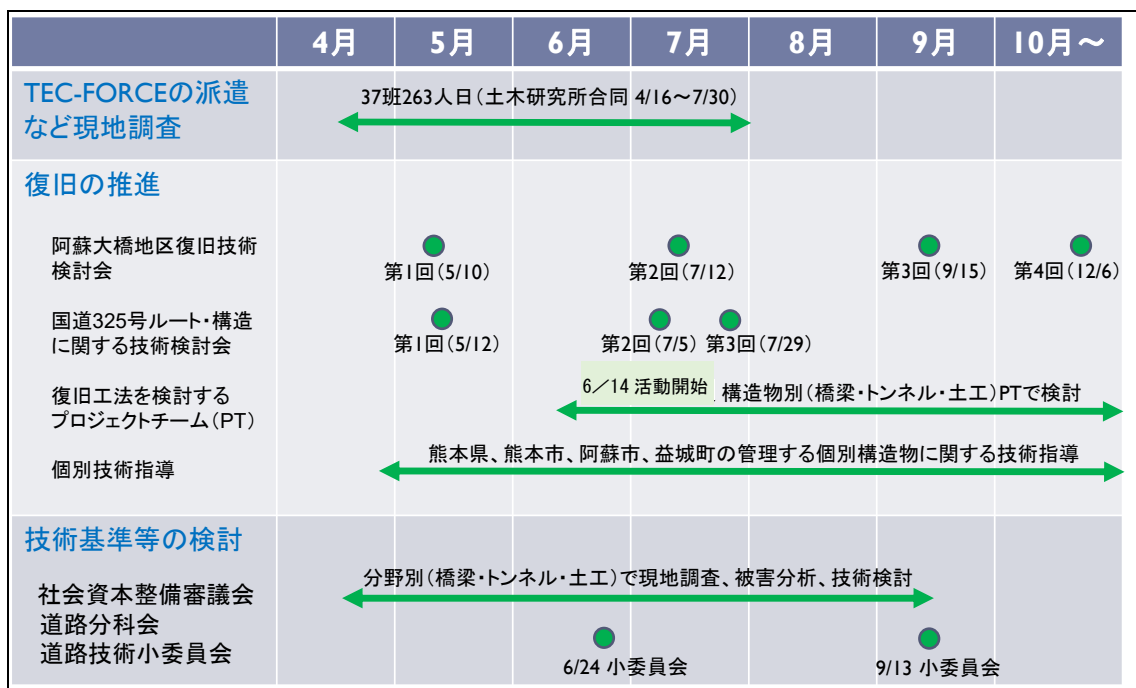 4月 5月 6月 7月 8月 9月 10月～
TEC-FORCEの派遣
など現地調査
37班263人日（土木研究所合同 4/16～7/30）
復旧の推進
阿蘇大橋地区復旧技術
検討会
第1回（5/10） 第2回（7/12） 第3回（9/15） 第4回（12/6）
国道325号ルート・構造
に関する技術検討会
第1回（5/12） 第2回（7/5） 第3回（7/29）
復旧工法を検討する
プロジェクトチーム（PT）
6／14 活動開始
構造物別（橋梁・トンネル・土工）PTで検討
個別技術指導
熊本県、熊本市、阿蘇市、益城町の管理する個別構造物に関する技術指導
技術基準等の検討
社会資本整備審議会
道路分科会
道路技術小委員会
分野別（橋梁・トンネル・土工）で現地調査、被害分析、技術検討
6/24 小委員会 9/13 小委員会